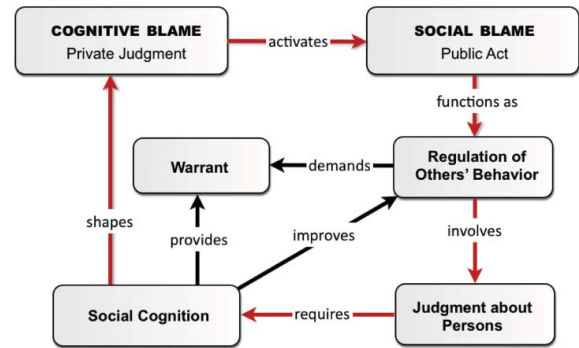 COGNITIVE BLAME
Private Judgment
activates
SOCIAL BLAME
Public Act
functions as
Warrant
demands
Regulation of
Others' Behavior
shapes
provides
improves
involves
Social Cognition
requires
Judgment about
Persons